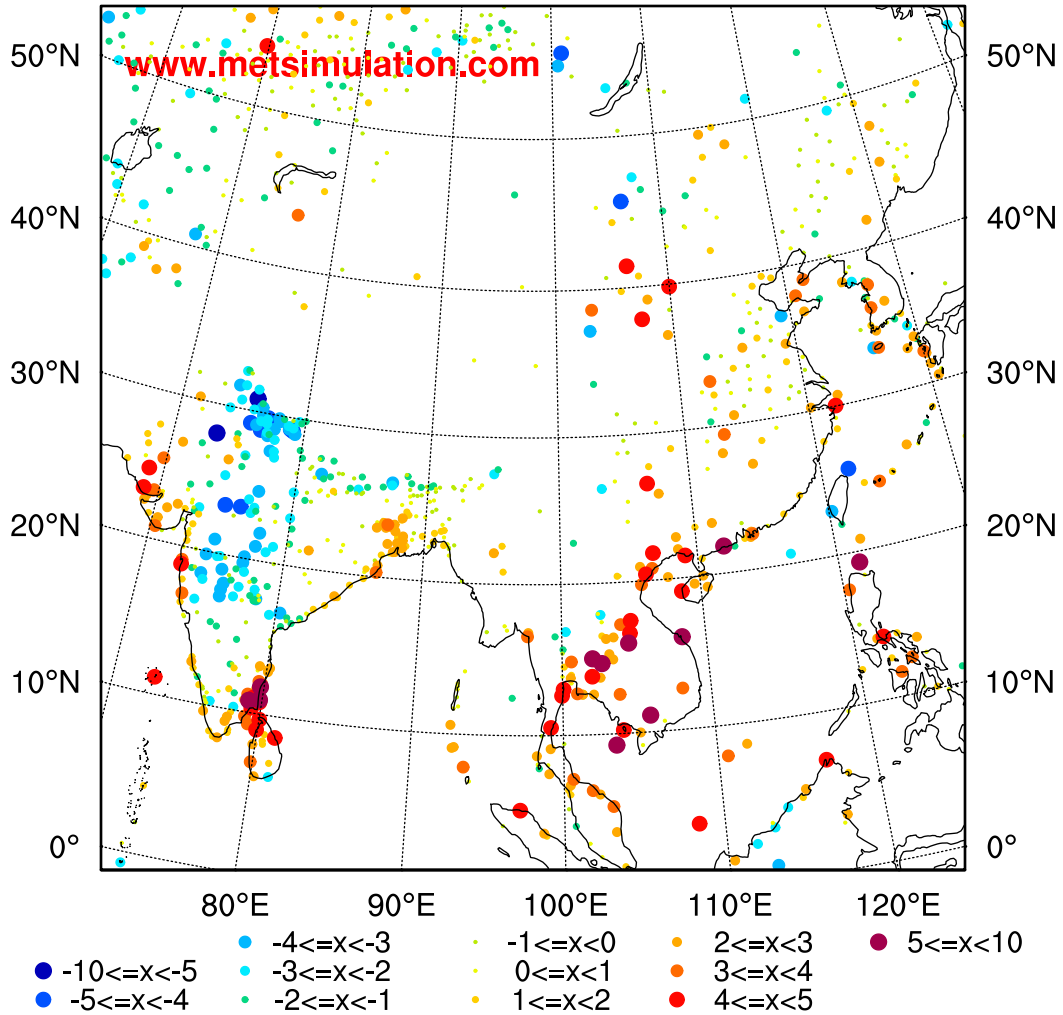 50°N 50°N
www.metsimulation.com
40°N 40°N
30°N 30°N
20°N 20°N
10°N 10°N
0° 0°
80°E 90°E 100°E 110°E 120°E
-4<=x<-3 -1<=x<0 2<=x<3 5<=x<10
-10<=x<-5 -3<=x<-2 0<=x<1 3<=x<4
-5<=x<-4 -2<=x<-1 1<=x<2 4<=x<5